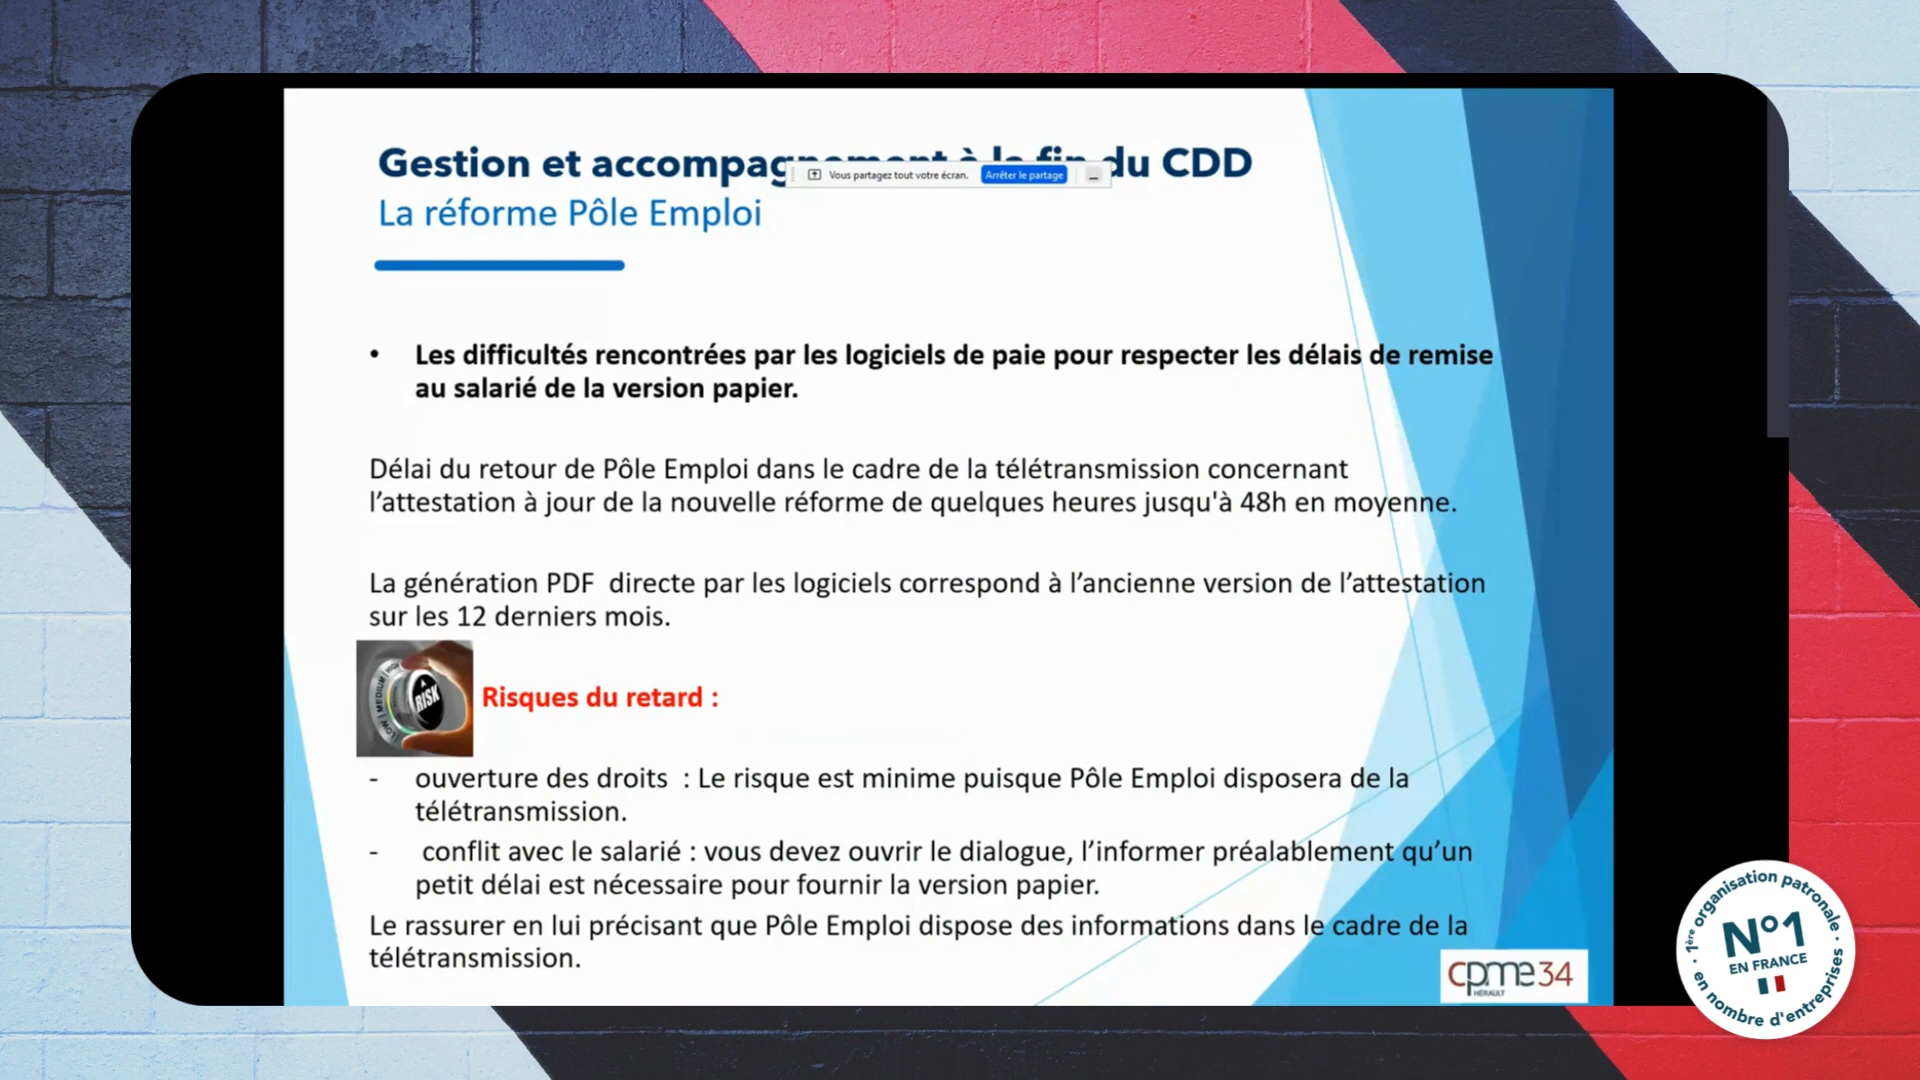 Gestion et accompagnement à la fin du CDD
Vous partagez tout votre écran. Arrêter le partage
La réforme Pôle Emploi
• Les difficultés rencontrées par les logiciels de paie pour respecter les délais de remise
au salarié de la version papier.
Délai du retour de Pôle Emploi dans le cadre de la télétransmission concernant
l’attestation à jour de la nouvelle réforme de quelques heures jusqu'à 48h en moyenne.
La génération PDF directe par les logiciels correspond à l’ancienne version de l’attestation
sur les 12 derniers mois.
LOW | MEDIUM | HIGH
RISK
Risques du retard :
- ouverture des droits : Le risque est minime puisque Pôle Emploi disposera de la
télétransmission.
- conflit avec le salarié : vous devez ouvrir le dialogue, l’informer préalablement qu’un
petit délai est nécessaire pour fournir la version papier.
Le rassurer en lui précisant que Pôle Emploi dispose des informations dans le cadre de la
télétransmission.
cpme34
HÉRAULT
· 1ère organisation patronale ·
N°1
EN FRANCE
en nombre d'entreprises